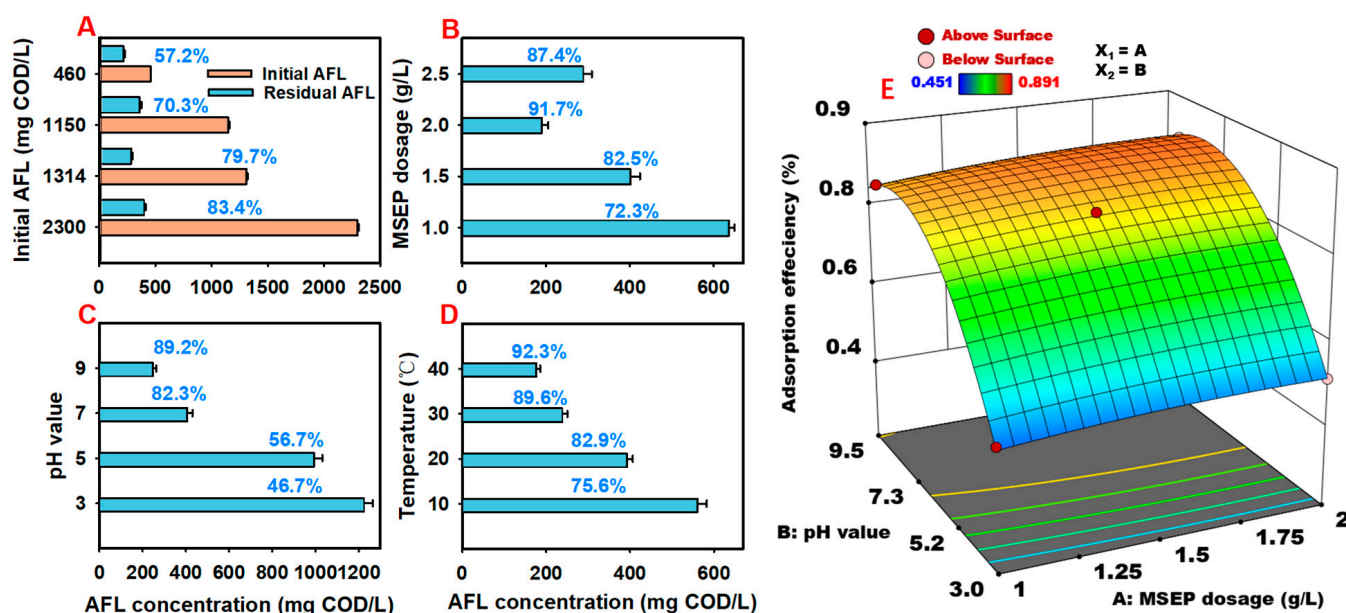 A
Initial AFL (mg COD/L)
57.2%
460
Initial AFL
Residual AFL
70.3%
1150
79.7%
1314
83.4%
2300
0 500 1000 1500 2000 2500
B
MSEP dosage (g/L)
87.4%
2.5
91.7%
2.0
82.5%
1.5
72.3%
1.0
0 200 400 600
C
pH value
89.2%
9
82.3%
7
56.7%
5
46.7%
3
0 200 400 600 800 1000 1200
AFL concentration (mg COD/L)
D
Temperature (℃)
92.3%
40
89.6%
30
82.9%
20
75.6%
10
0 200 400 600
AFL concentration (mg COD/L)
Above Surface
Below Surface
X1 = A
X2 = B
E
0.451 0.891
Adsorption effeciency (%)
0.9
0.8
0.6
0.4
9.5
7.3
5.2
3.0
B: pH value
1
1.25
1.5
1.75
2
A: MSEP dosage (g/L)